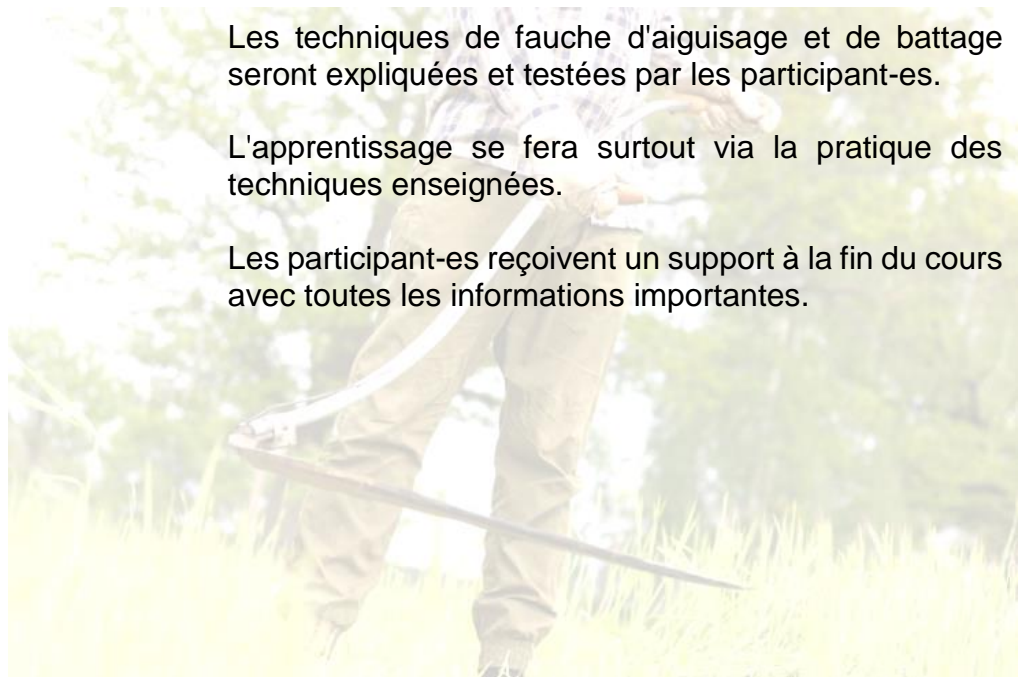 Les techniques de fauche d'aiguisage et de battage
seront expliquées et testées par les participant-es.
L'apprentissage se fera surtout via la pratique des
techniques enseignées.
Les participant-es reçoivent un support à la fin du cours
avec toutes les informations importantes.